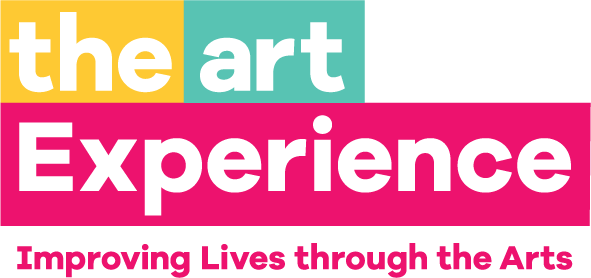 the art
Experience
Improving Lives through the Arts